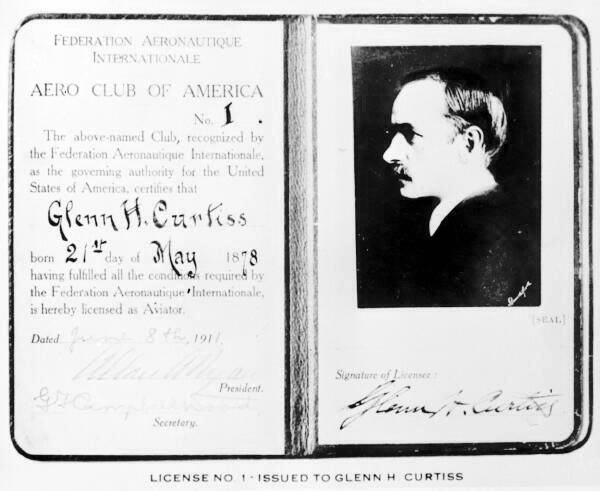 FEDERATION AERONAUTIQUE
INTERNATIONALE
AERO CLUB OF AMERICA
No. 1.
The above-named Club, recognized by
the Federation Aeronautique Internationale,
as the governing authority for the United
States of America, certifies that
Glenn H. Curtiss
born 21st day of May 1878
having fulfilled all the conditions required by
the Federation Aeronautique Internationale,
is hereby licensed as Aviator.
Dated June 8th, 1911.
President.
G F Campbell Wood
Secretary.
[SEAL]
Signature of Licensee:
Glenn H. Curtiss
LICENSE NO. 1 - ISSUED TO GLENN H. CURTISS